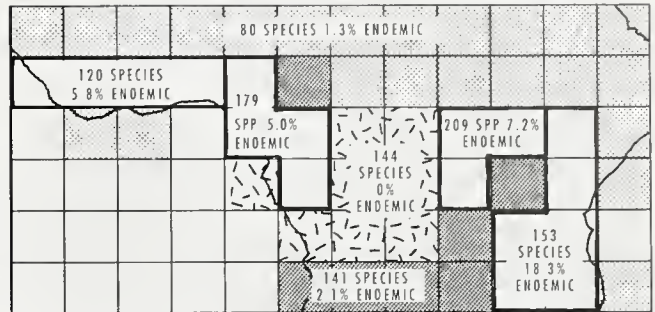 80 SPECIES 1.3% ENDEMIC
120 SPECIES
5 8% ENDEMIC
179
SPP 5.0%
ENDEMIC
144
SPECIES
0%
ENDEMIC
209 SPP 7.2%
ENDEMIC
153
SPECIES
18 3%
ENDEMIC
141 SPECIES
2 1% ENDEMIC